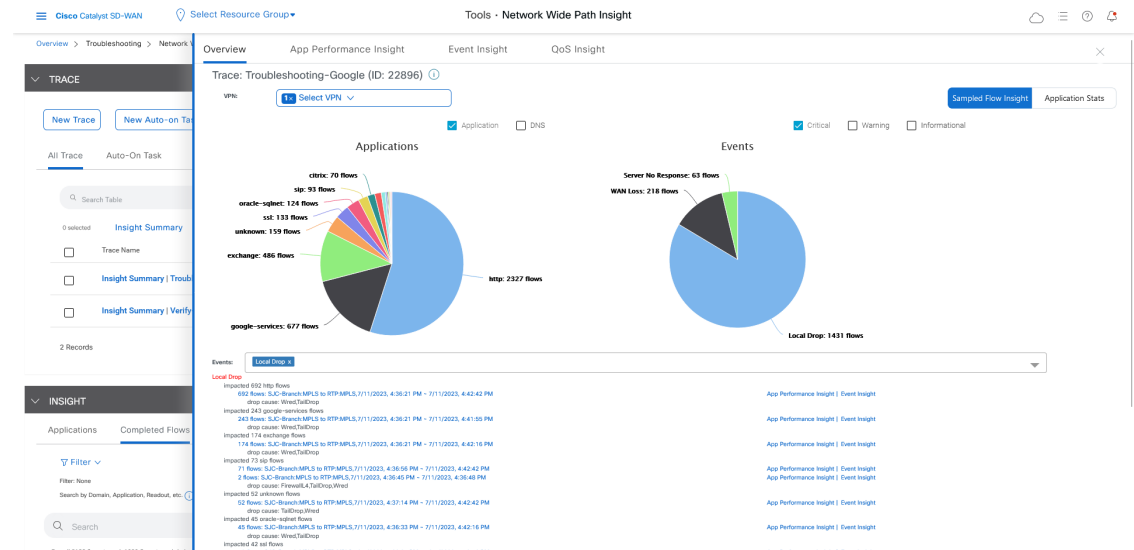 Cisco Catalyst SD-WAN
Select Resource Group▾
Tools · Network Wide Path Insight
Overview > Troubleshooting > Network
TRACE
New Trace
New Auto-on
All Trace
Auto-On Task
Search Table
0 selected
Insight Summary
Trace Name
Insight Summary | Troubl
Insight Summary | Verify
2 Records
INSIGHT
Applications
Completed Flows
Filter
Filter: None
Search by Domain, Application, Readout, etc.
Search
Overview
App Performance Insight
Event Insight
QoS Insight
Trace: Troubleshooting-Google (ID: 22896)
VPN:
1× Select VPN
Sampled Flow Insight
Application Stats
Application
DNS
Critical
Warning
Informational
Applications
citrix: 70 flows
sip: 93 flows
oracle-sqlnet: 124 flows
ssl: 133 flows
unknown: 159 flows
exchange: 486 flows
google-services: 677 flows
http: 2327 flows
Events
Server No Response: 63 flows
WAN Loss: 218 flows
Local Drop: 1431 flows
Events:
Local Drop x
Local Drop
impacted 692 http flows
692 flows: SJC-Branch:MPLS to RTP:MPLS,7/11/2023, 4:36:21 PM - 7/11/2023, 4:42:42 PM App Performance Insight | Event Insight
drop cause: Wred,TailDrop
impacted 243 google-services flows
243 flows: SJC-Branch:MPLS to RTP:MPLS,7/11/2023, 4:36:21 PM - 7/11/2023, 4:41:55 PM App Performance Insight | Event Insight
drop cause: Wred,TailDrop
impacted 174 exchange flows
174 flows: SJC-Branch:MPLS to RTP:MPLS,7/11/2023, 4:36:21 PM - 7/11/2023, 4:42:16 PM App Performance Insight | Event Insight
drop cause: Wred,TailDrop
impacted 73 sip flows
71 flows: SJC-Branch:MPLS to RTP:MPLS,7/11/2023, 4:36:56 PM - 7/11/2023, 4:42:42 PM App Performance Insight | Event Insight
2 flows: SJC-Branch:MPLS to RTP:MPLS,7/11/2023, 4:36:45 PM - 7/11/2023, 4:36:48 PM App Performance Insight | Event Insight
drop cause: FirewallL4,TailDrop,Wred
impacted 52 unknown flows
52 flows: SJC-Branch:MPLS to RTP:MPLS,7/11/2023, 4:37:14 PM - 7/11/2023, 4:42:42 PM App Performance Insight | Event Insight
drop cause: TailDrop,Wred
impacted 45 oracle-sqlnet flows
45 flows: SJC-Branch:MPLS to RTP:MPLS,7/11/2023, 4:36:33 PM - 7/11/2023, 4:42:16 PM App Performance Insight | Event Insight
drop cause: Wred,TailDrop
impacted 42 ssl flows